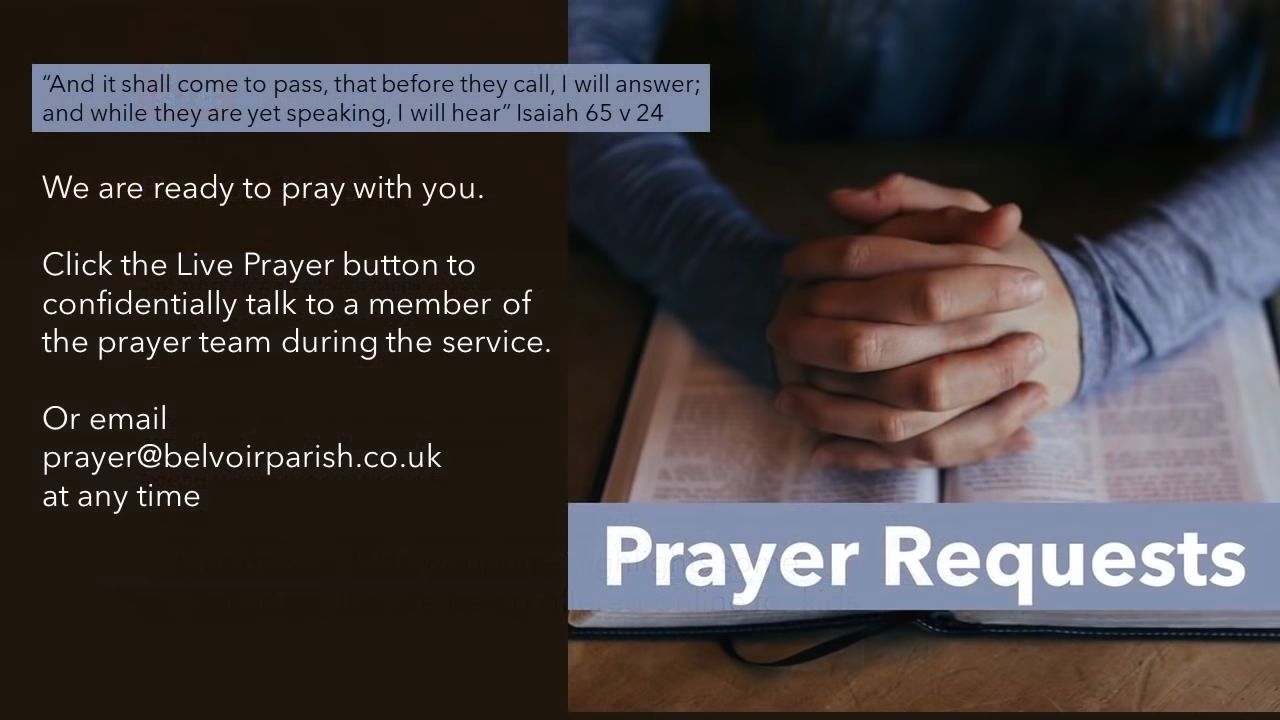 “And it shall come to pass, that before they call, I will answer;
and while they are yet speaking, I will hear” Isaiah 65 v 24
We are ready to pray with you.
Click the Live Prayer button to
confidentially talk to a member of
the prayer team during the service.
Or email
prayer@belvoirparish.co.uk
at any time
Prayer Requests